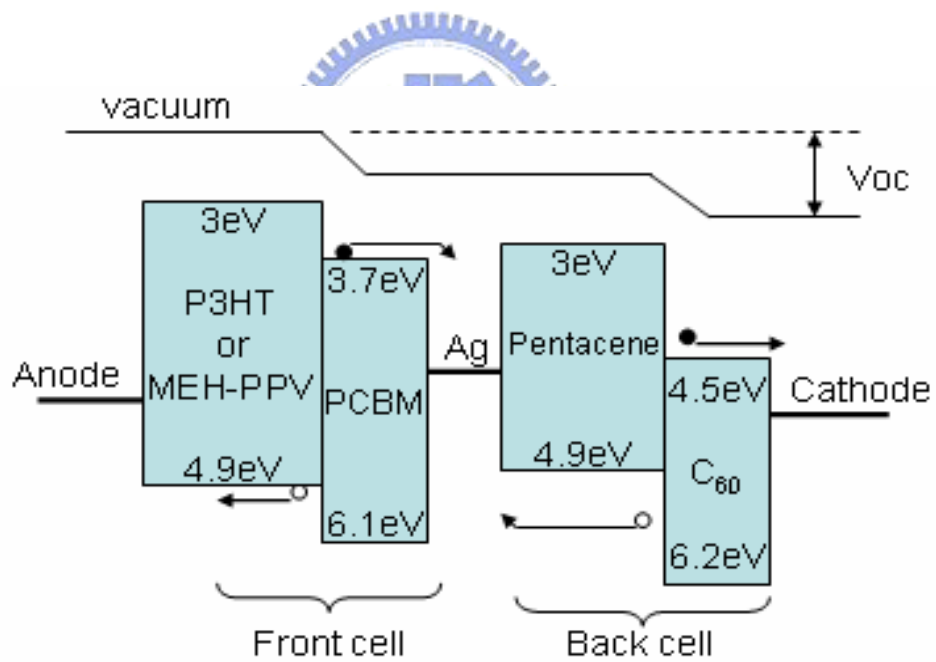 vacuum
Voc
3eV
P3HT
or
MEH-PPV
4.9eV
3.7eV
PCBM
6.1eV
Anode
Ag
3eV
Pentacene
4.9eV
4.5eV
C₆₀
6.2eV
Cathode
Front cell
Back cell